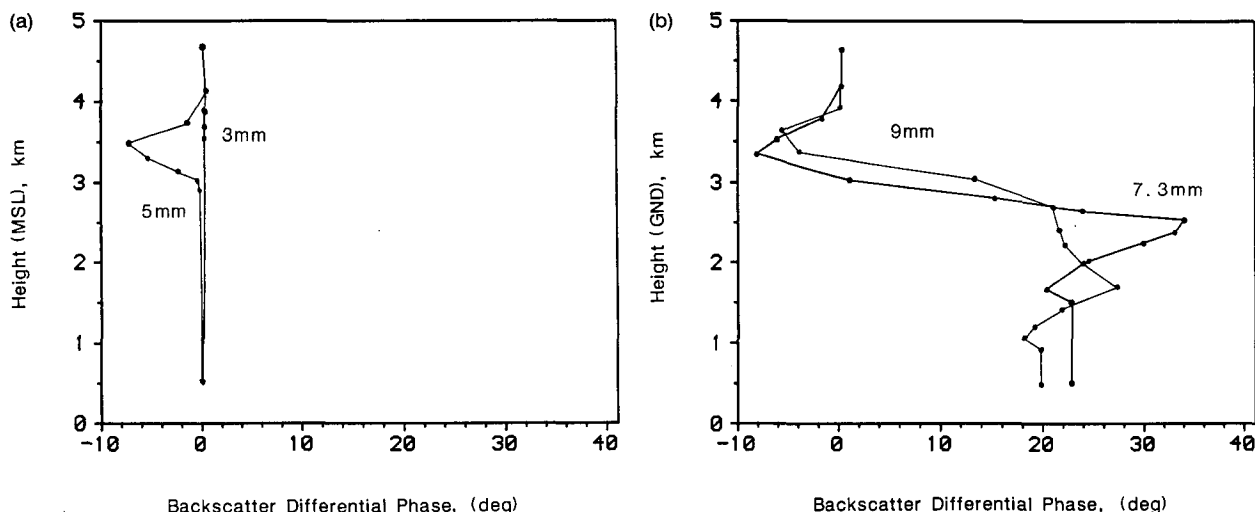 (a)
5
4
3
2
1
0
-10
0
10
20
30
40
Height (MSL), km
3mm
5mm
Backscatter Differential Phase, (deg)
(b)
5
4
3
2
1
0
-10
0
10
20
30
40
Height (GND), km
9mm
7.3mm
Backscatter Differential Phase, (deg)